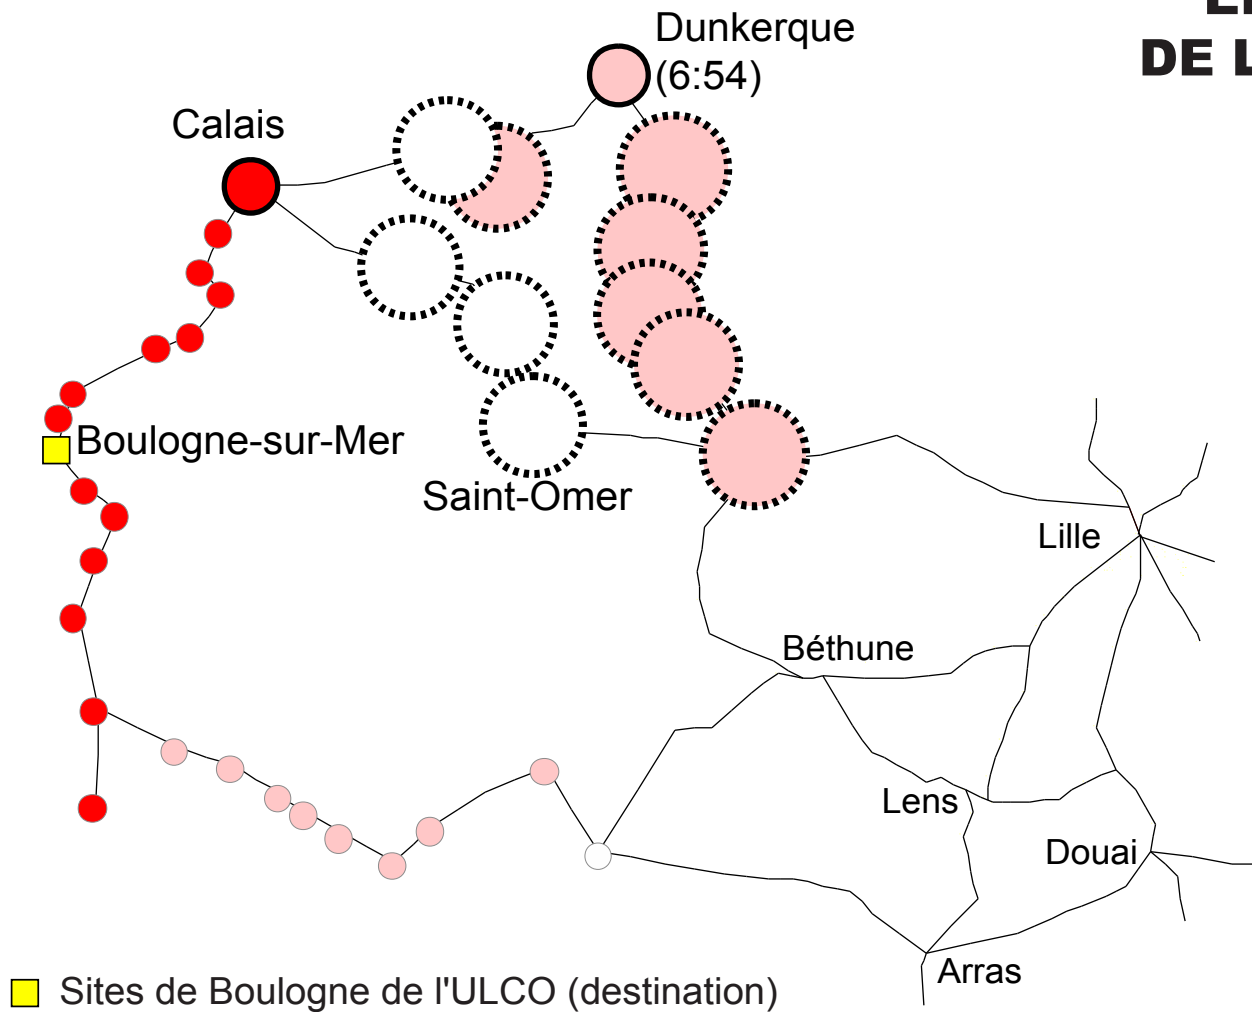 DE L
Dunkerque
(6:54)
Calais
Boulogne-sur-Mer
Saint-Omer
Lille
Béthune
Lens
Douai
Arras
Sites de Boulogne de l'ULCO (destination)